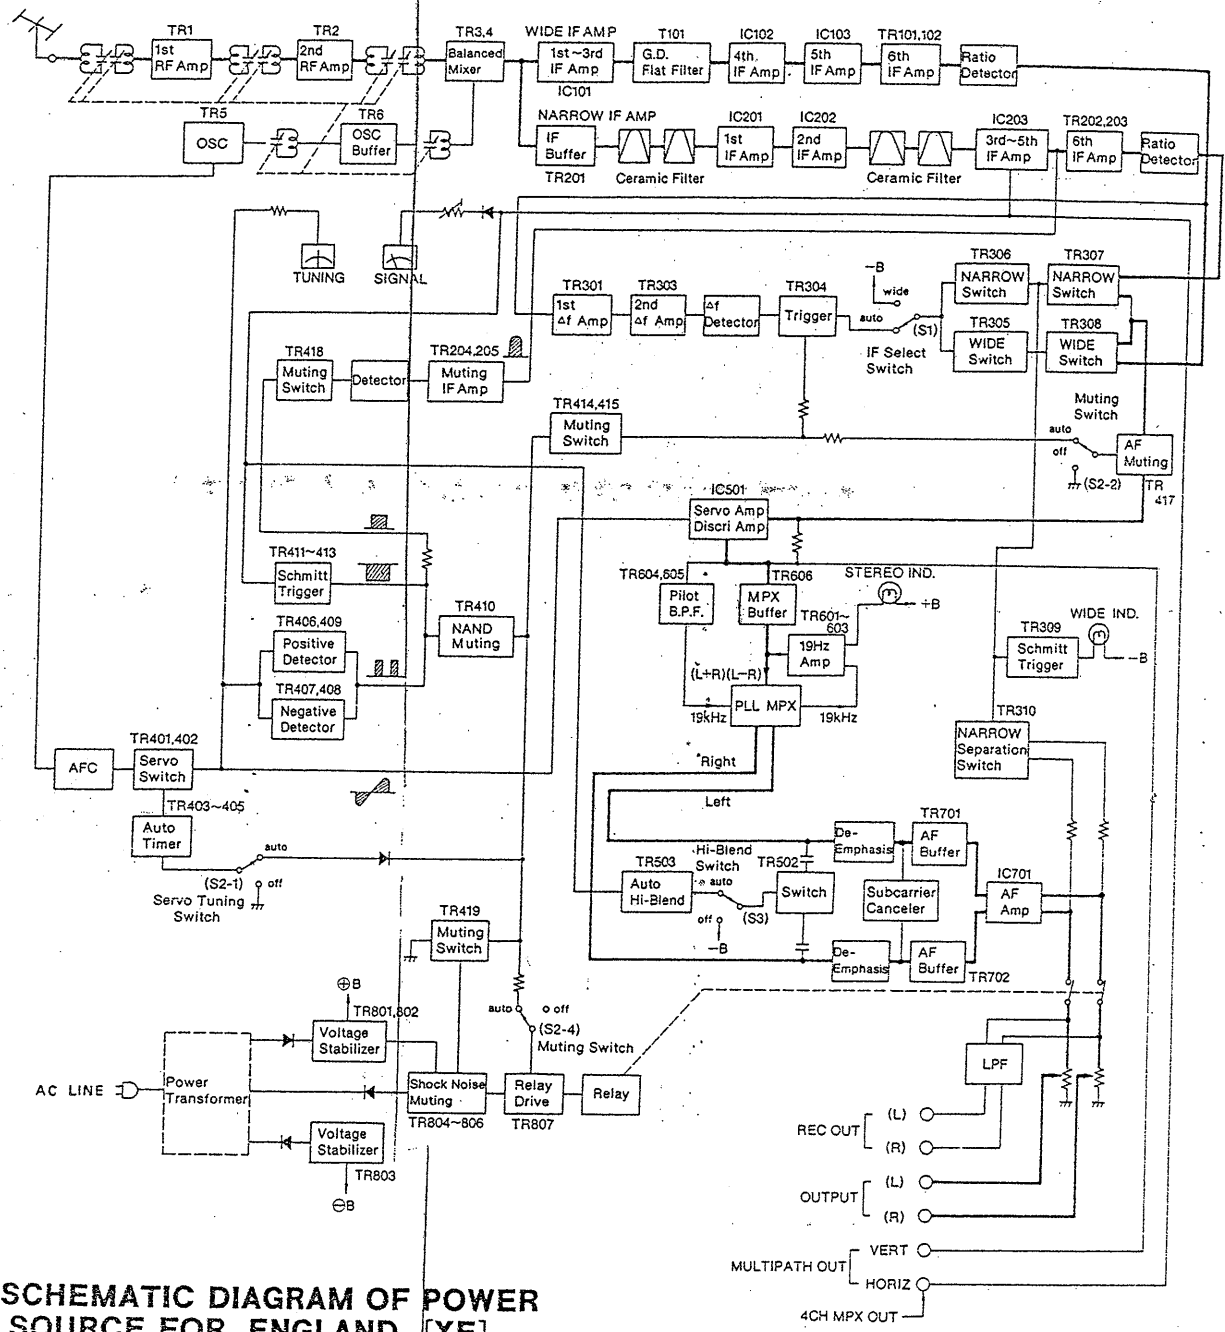 TR1
TR2
TR3,4
WIDE IF AMP
T101
IC102
IC103
TR101,102
1st
RF Amp
2nd
RF Amp
Balanced
Mixer
1st~3rd
IF Amp
IC101
G.D.
Flat Filter
4th
IF Amp
5th
IF Amp
6th
IF Amp
Ratio
Detector
TR5
TR6
OSC
OSC
Buffer
NARROW IF AMP
IC201
IC202
IC203
TR202,203
IF
Buffer
TR201
Ceramic Filter
1st
IF Amp
2nd
IF Amp
Ceramic Filter
3rd~5th
IF Amp
6th
IF Amp
Ratio
Detector
TUNING
SIGNAL
TR301
TR303
TR304
1st
Δf Amp
2nd
Δf Amp
Δf
Detector
Trigger
-B
wide
auto
(S1)
IF Select
Switch
TR306
TR307
NARROW
Switch
NARROW
Switch
TR305
TR308
WIDE
Switch
WIDE
Switch
TR418
TR204,205
Muting
Switch
Detector
Muting
IF Amp
TR414,415
Muting
Switch
Muting
Switch
auto
off
(S2-2)
AF
Muting
TR
417
IC501
Servo Amp
Discri Amp
TR411~413
Schmitt
Trigger
TR406,409
Positive
Detector
TR407,408
Negative
Detector
TR410
NAND
Muting
TR604,605
Pilot
B.P.F.
TR606
MPX
Buffer
STEREO IND.
+B
TR601~
603
19Hz
Amp
(L+R)(L-R)
PLL MPX
19kHz
19kHz
WIDE IND.
TR309
Schmitt
Trigger
-B
TR310
NARROW
Separation
Switch
Right
Left
AFC
TR401,402
Servo
Switch
TR403~405
Auto
Timer
auto
(S2-1)
off
Servo Tuning
Switch
De-
Emphasis
TR701
AF
Buffer
Hi-Blend
Switch
TR503
Auto
Hi-Blend
auto
(S3)
off
-B
TR502
Switch
Subcarrier
Canceler
IC701
AF
Amp
De-
Emphasis
AF
Buffer
TR702
TR419
Muting
Switch
auto
off
(S2-4)
Muting Switch
⊕B
TR801,802
Voltage
Stabilizer
AC LINE
Power
Transformer
Shock Noise
Muting
TR804~806
Relay
Drive
TR807
Relay
Voltage
Stabilizer
TR803
⊖B
LPF
REC OUT
(L)
(R)
OUTPUT
(L)
(R)
MULTIPATH OUT
VERT
HORIZ
4CH MPX OUT
SCHEMATIC DIAGRAM OF POWER
SOURCE FOR ENGLAND [XF]